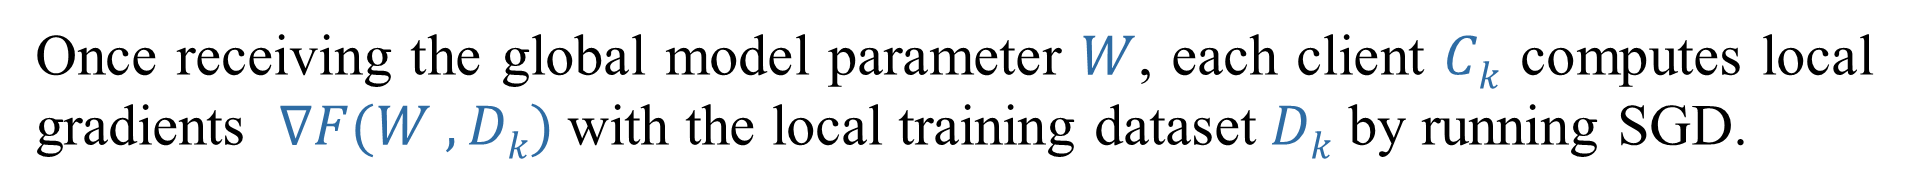 Once receiving the global model parameter W, each client C_k computes local
gradients ∇F(W, D_k) with the local training dataset D_k by running SGD.